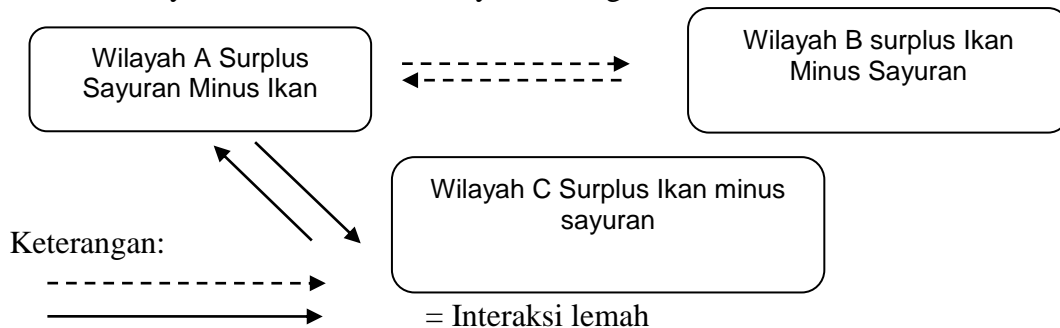 Wilayah A Surplus
Sayuran Minus Ikan
Wilayah B surplus Ikan
Minus Sayuran
Wilayah C Surplus Ikan minus
sayuran
Keterangan:
= Interaksi lemah